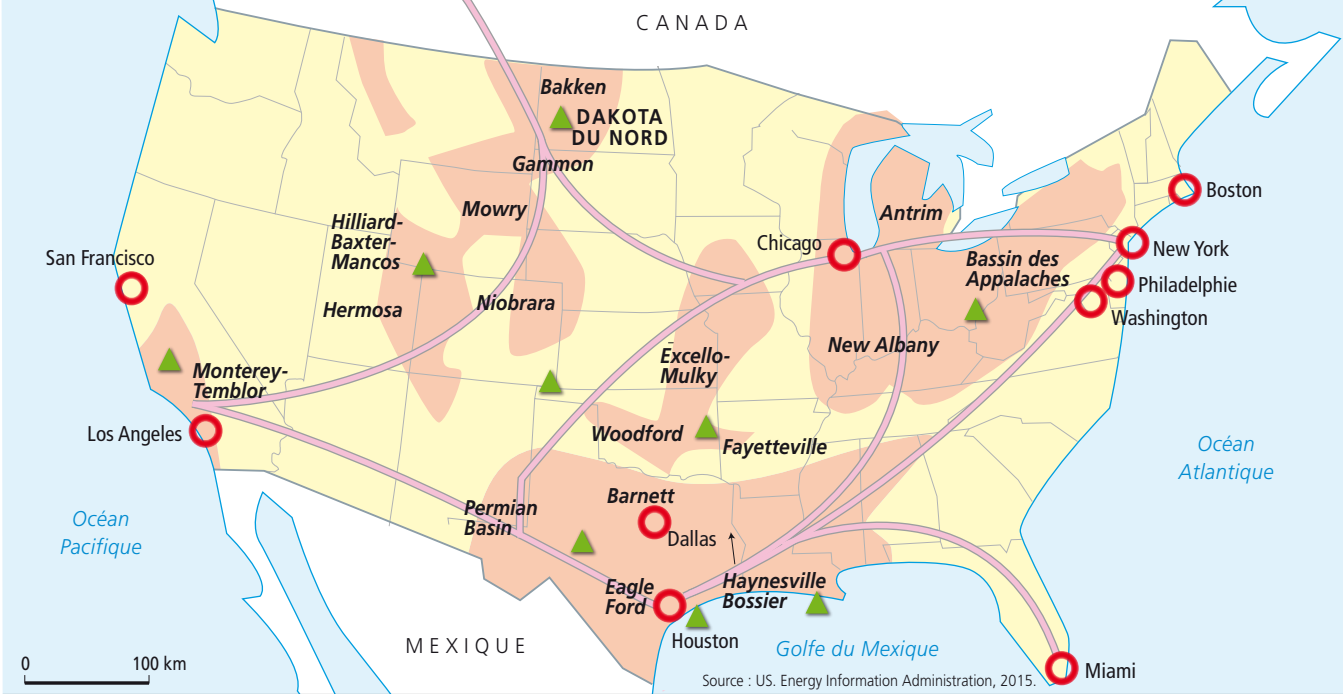 CANADA
Bakken
DAKOTA
DU NORD
Gammon
Mowry
Hilliard-
Baxter-
Mancos
Hermosa
Niobrara
San Francisco
Monterey-
Temblor
Los Angeles
Chicago
Antrim
Boston
New York
Bassin des
Appalaches
Philadelphie
Washington
New Albany
Excello-
Mulky
Woodford
Fayetteville
Océan
Atlantique
Océan
Pacifique
Permian
Basin
Barnett
Dallas
Eagle
Ford
Haynesville
Bossier
Houston
MEXIQUE
Golfe du Mexique
Miami
0 100 km
Source : US. Energy Information Administration, 2015.